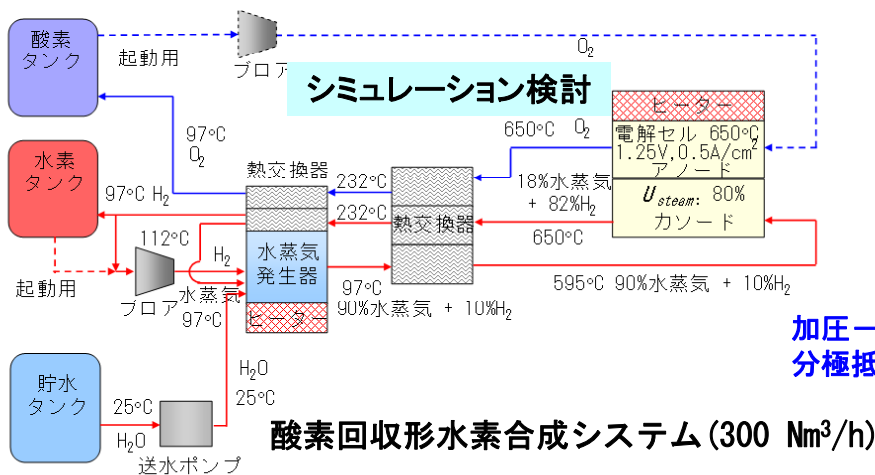 酸素
タンク
起動用
ブロア
O₂
シミュレーション検討
ヒーター
電解セル 650℃
1.25V,0.5A/cm²
アノード
U steam: 80%
カソード
97℃
O₂
650℃
O₂
水素
タンク
97℃ H₂
熱交換器
232℃
232℃
熱交換器
18%水蒸気
+ 82%H₂
650℃
112℃
H₂
水蒸気
発生器
起動用
ブロア
水蒸気
97℃
ヒーター
97℃
90%水蒸気 + 10%H₂
595℃ 90%水蒸気 + 10%H₂
加圧ー
分極抵
貯水
タンク
25℃
H₂O
送水ポンプ
H₂O
25℃
酸素回収形水素合成システム(300 Nm³/h)